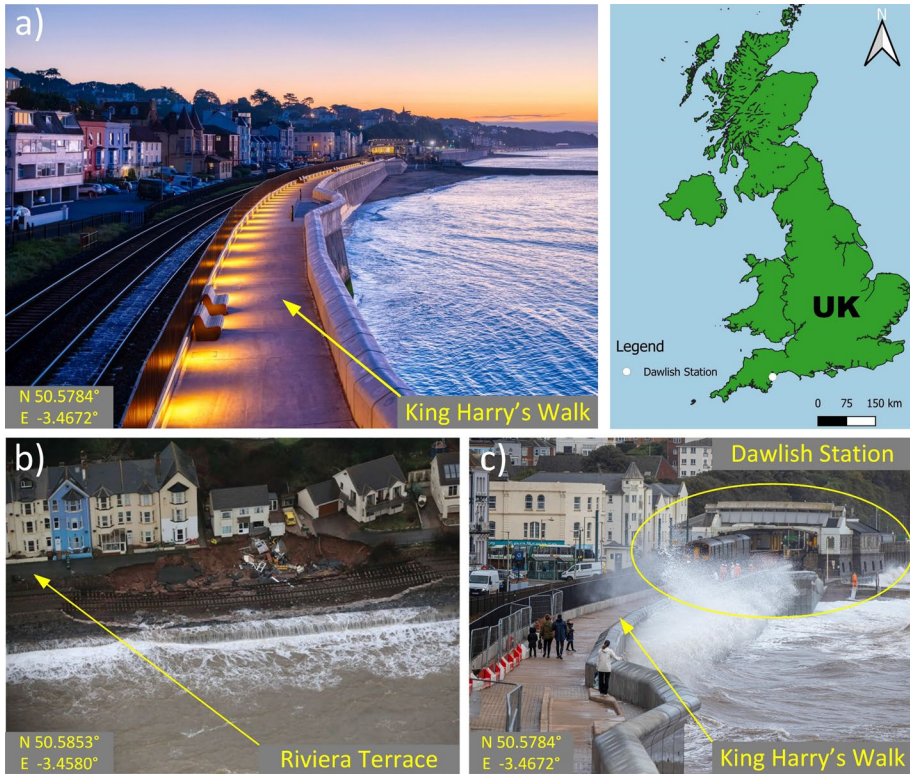 a)
N 50.5784°
E -3.4672°
King Harry's Walk
N
UK
Legend
Dawlish Station
0 75 150 km
b)
N 50.5853°
E -3.4580°
Riviera Terrace
c)
Dawlish Station
N 50.5784°
E -3.4672°
King Harry's Walk